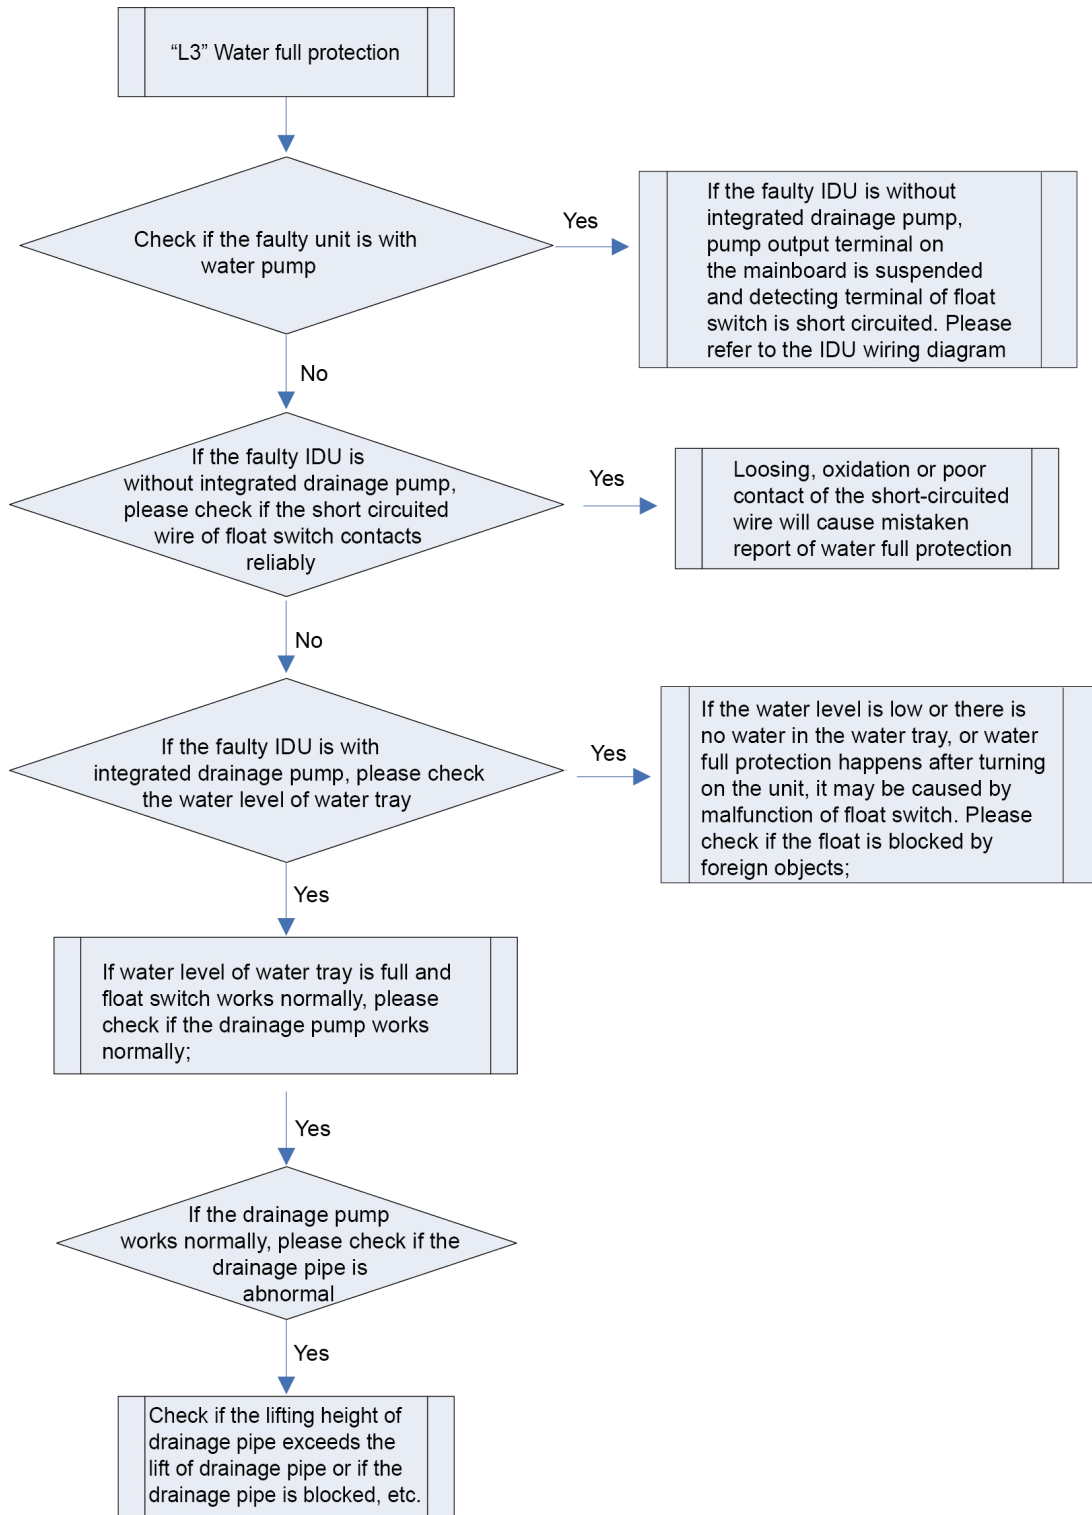 “L3” Water full protection
Check if the faulty unit is with
water pump
Yes
If the faulty IDU is without
integrated drainage pump,
pump output terminal on
the mainboard is suspended
and detecting terminal of float
switch is short circuited. Please
refer to the IDU wiring diagram
No
If the faulty IDU is
without integrated drainage pump,
please check if the short circuited
wire of float switch contacts
reliably
Yes
Loosing, oxidation or poor
contact of the short-circuited
wire will cause mistaken
report of water full protection
No
If the faulty IDU is with
integrated drainage pump, please check
the water level of water tray
Yes
If the water level is low or there is
no water in the water tray, or water
full protection happens after turning
on the unit, it may be caused by
malfunction of float switch. Please
check if the float is blocked by
foreign objects;
Yes
If water level of water tray is full and
float switch works normally, please
check if the drainage pump works
normally;
Yes
If the drainage pump
works normally, please check if the
drainage pipe is
abnormal
Yes
Check if the lifting height of
drainage pipe exceeds the
lift of drainage pipe or if the
drainage pipe is blocked, etc.